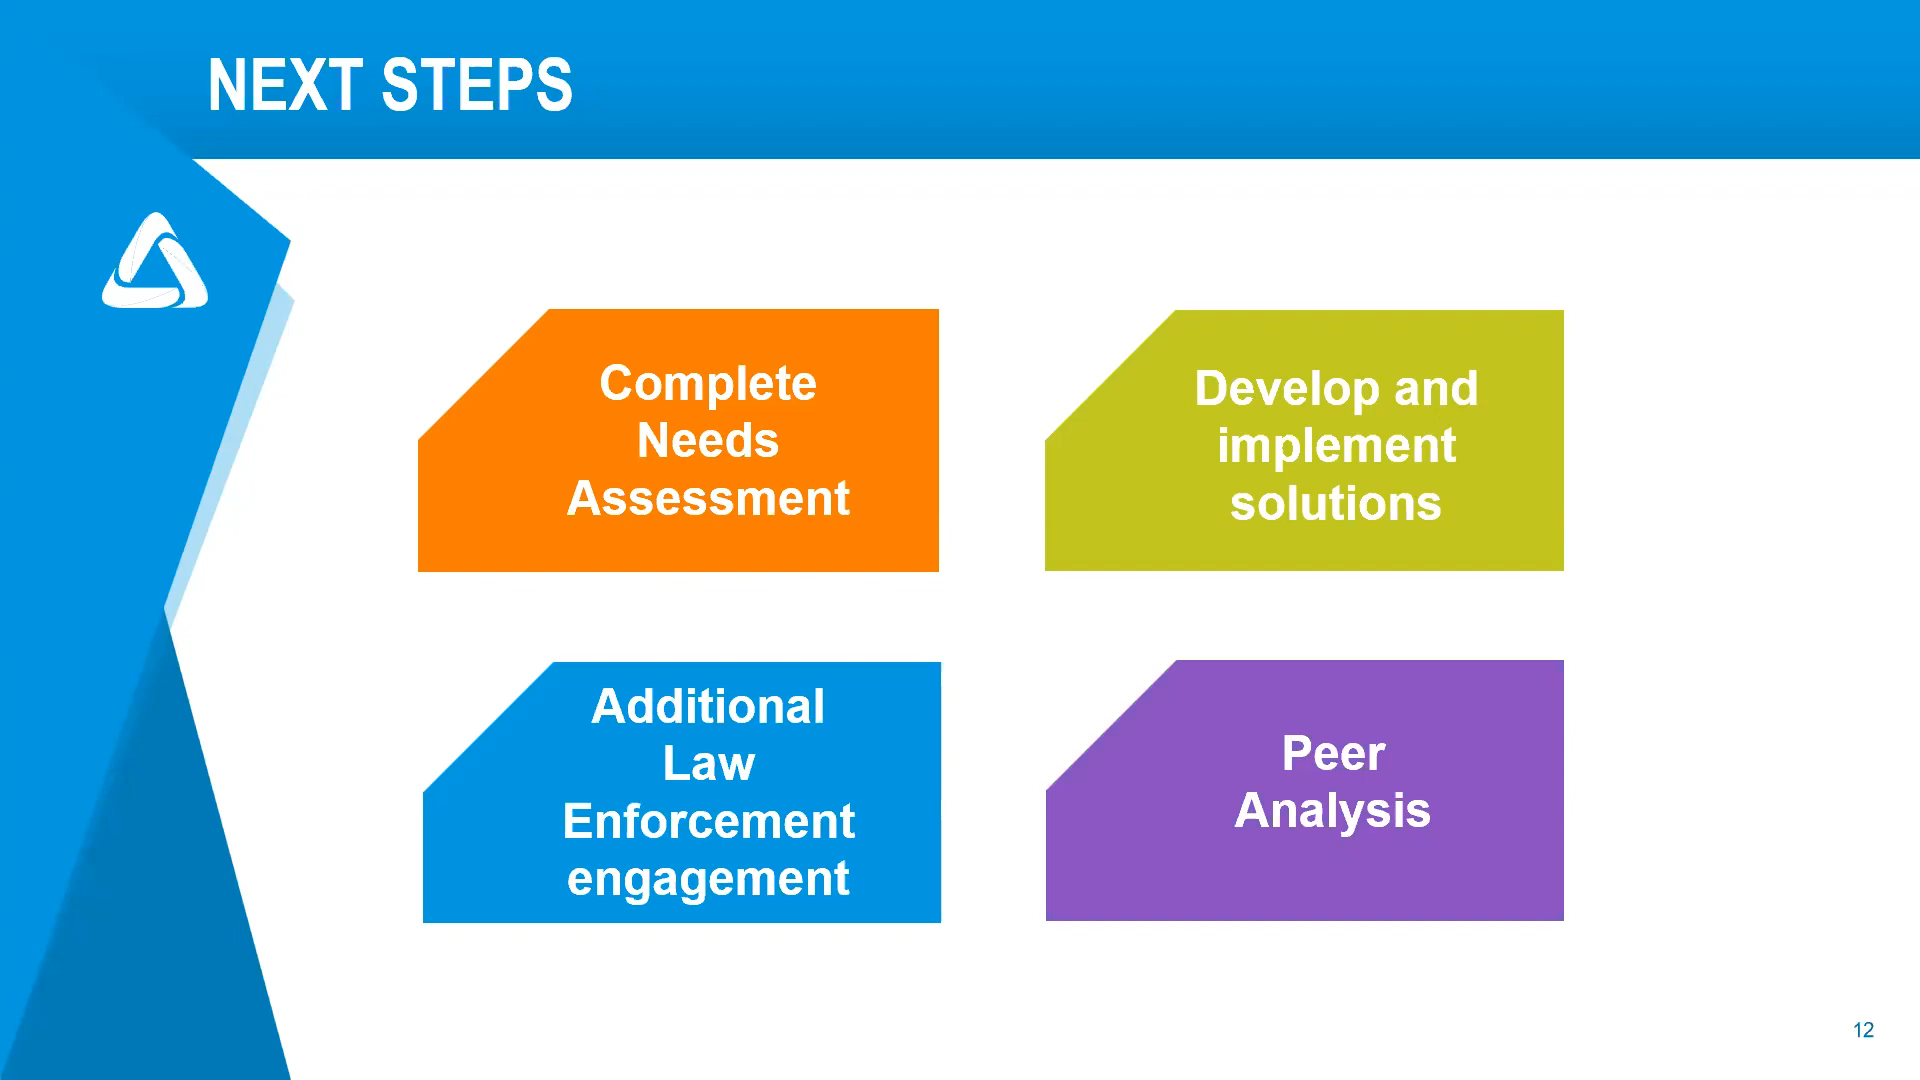 NEXT STEPS
Complete
Needs
Assessment
Develop and
implement
solutions
Additional
Law
Enforcement
engagement
Peer
Analysis
12